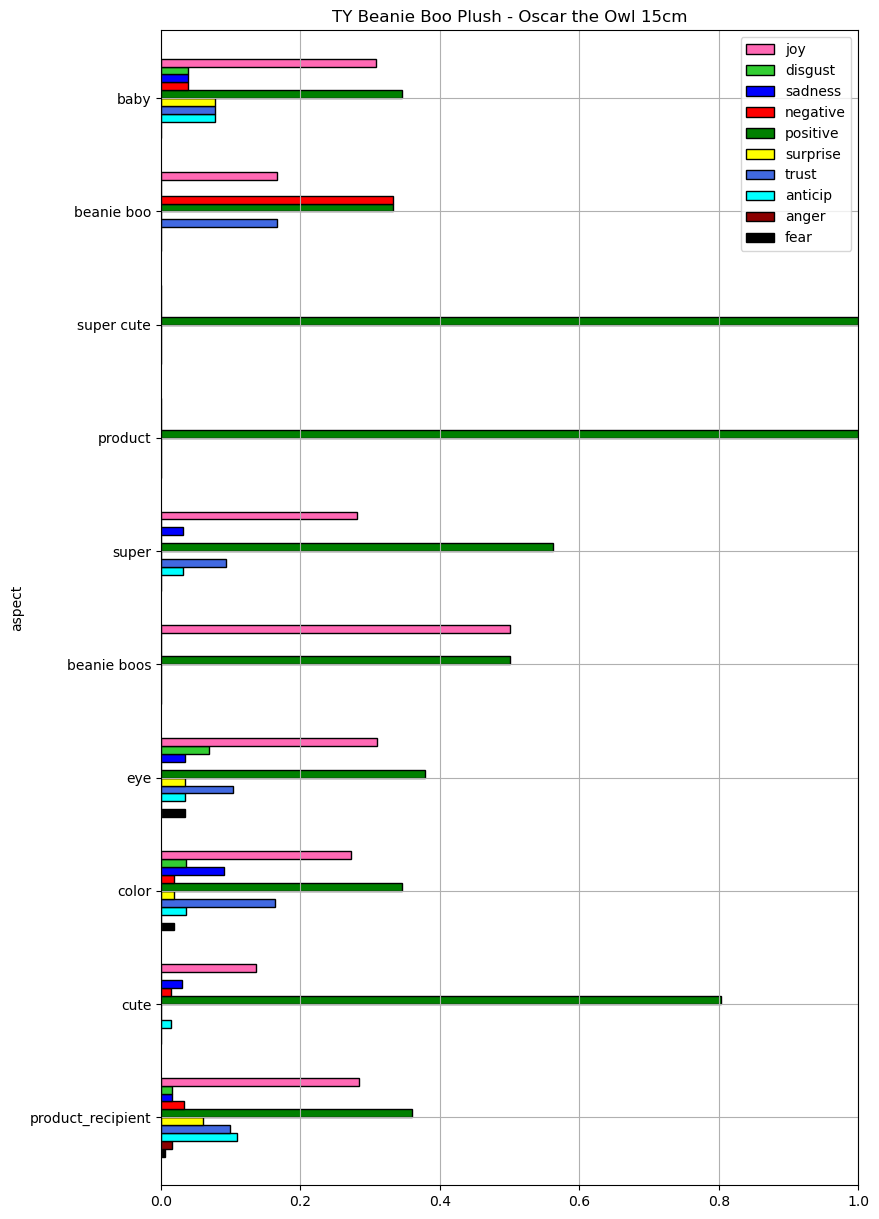 TY Beanie Boo Plush - Oscar the Owl 15cm
joy
disgust
sadness
negative
positive
surprise
trust
anticip
anger
fear
baby
beanie boo
super cute
product
super
beanie boos
eye
color
cute
product_recipient
aspect
0.0 0.2 0.4 0.6 0.8 1.0